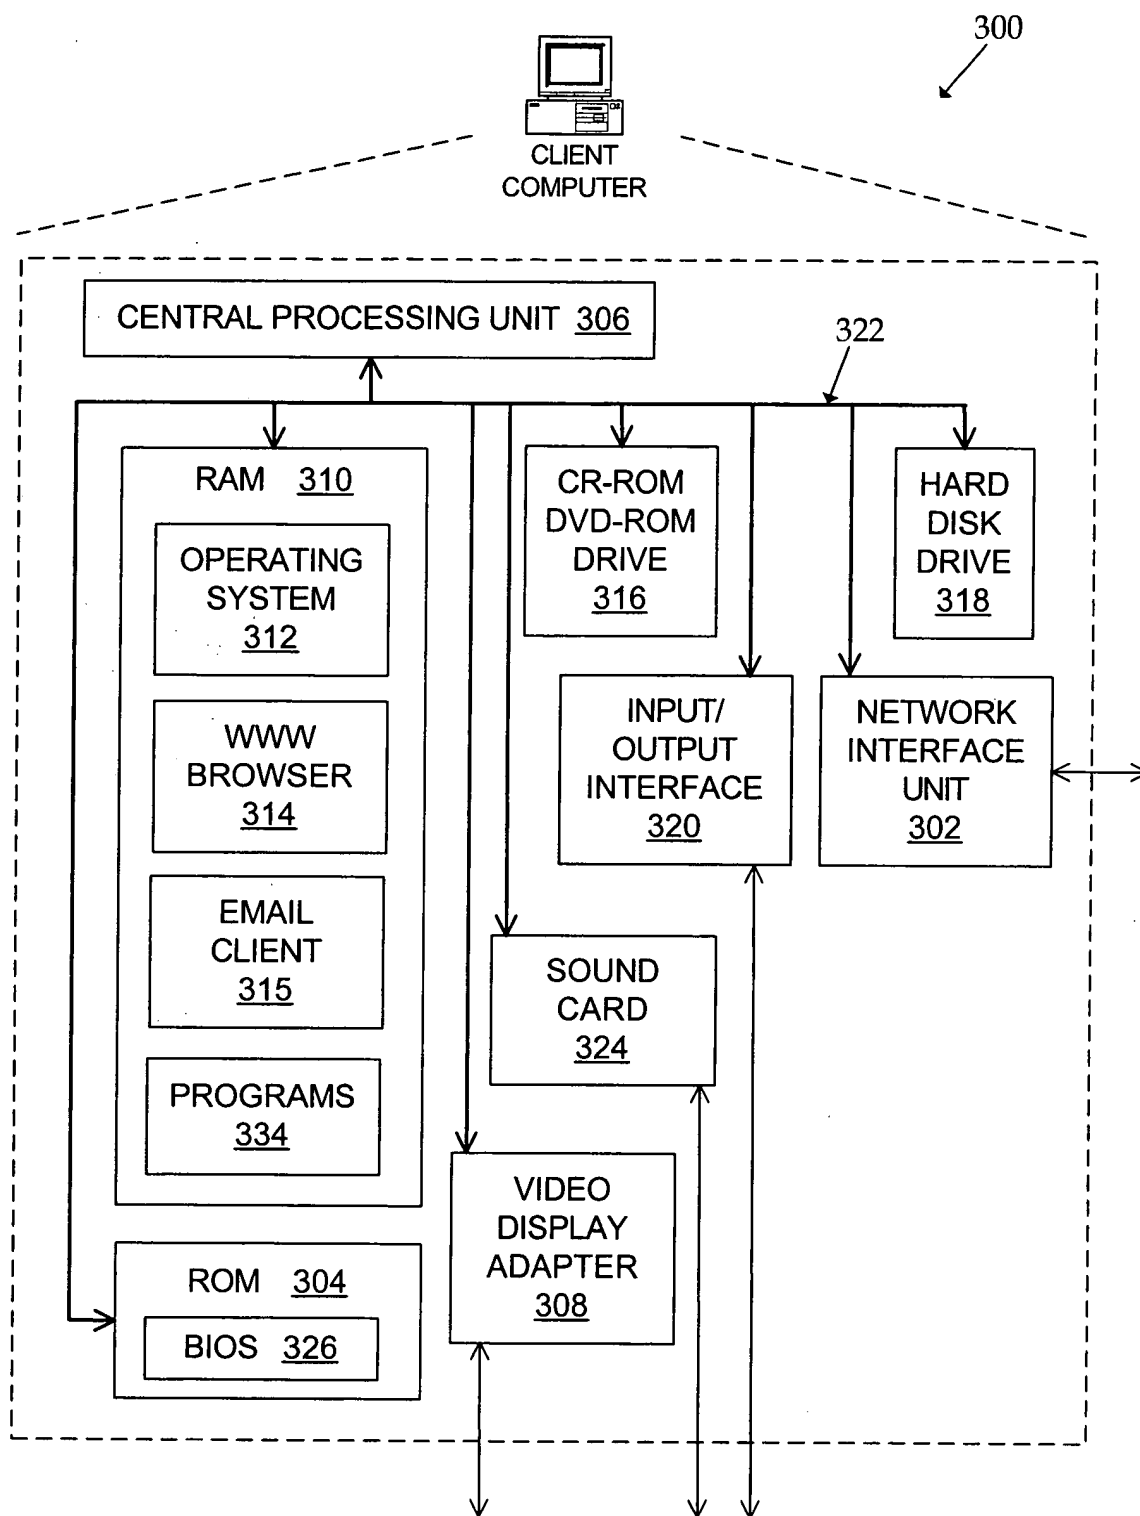 300
CLIENT
COMPUTER
CENTRAL PROCESSING UNIT 306
322
RAM 310
OPERATING
SYSTEM
312
WWW
BROWSER
314
EMAIL
CLIENT
315
PROGRAMS
334
ROM 304
BIOS 326
CR-ROM
DVD-ROM
DRIVE
316
HARD
DISK
DRIVE
318
INPUT/
OUTPUT
INTERFACE
320
NETWORK
INTERFACE
UNIT
302
SOUND
CARD
324
VIDEO
DISPLAY
ADAPTER
308